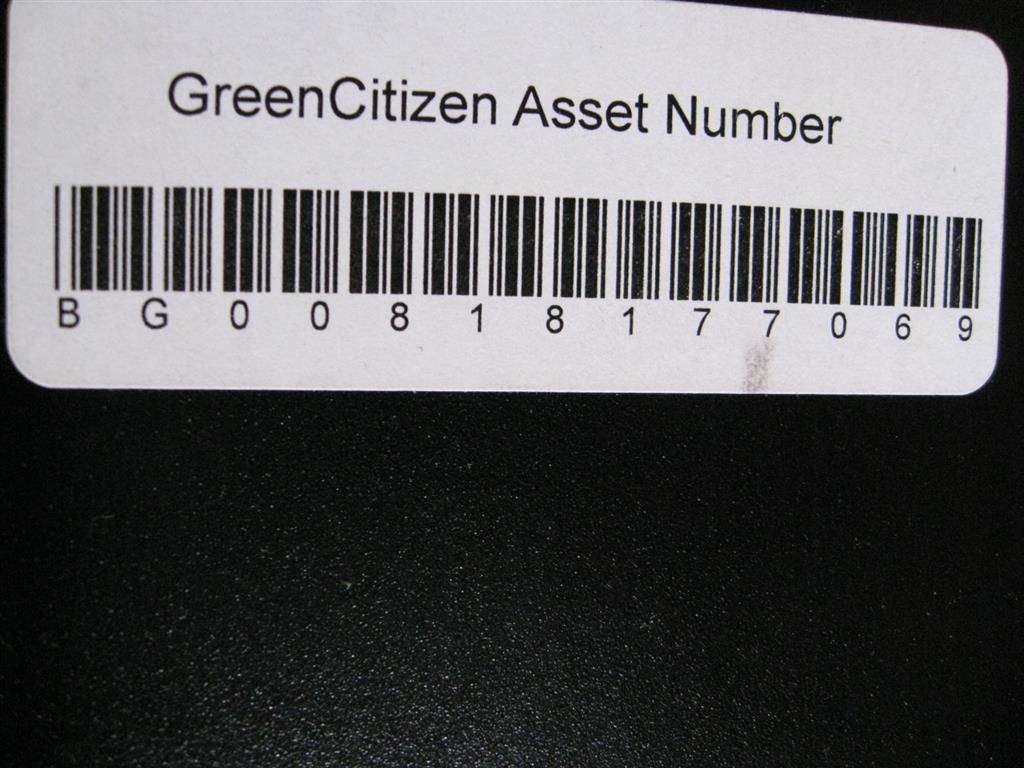 GreenCitizen Asset Number
B G 0 0 8 1 8 1 7 7 0 6 9